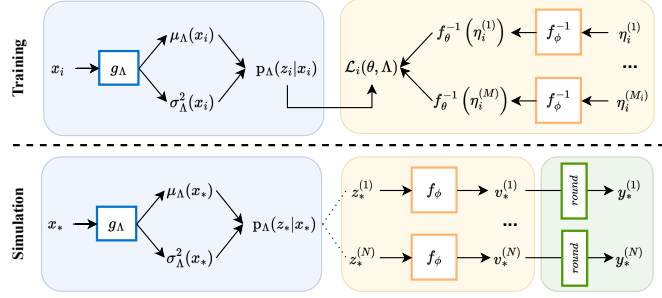 Training
x_i
g_Λ
μ_Λ(x_i)
σ²_Λ(x_i)
p_Λ(z_i|x_i)
L_i(θ, Λ)
f_θ^{-1}(η_i^{(1)})
f_ϕ^{-1}
η_i^{(1)}
...
f_θ^{-1}(η_i^{(M)})
f_ϕ^{-1}
η_i^{(M_i)}
Simulation
x_*
g_Λ
μ_Λ(x_*)
σ²_Λ(x_*)
p_Λ(z_*|x_*)
z_*^{(1)}
f_ϕ
v_*^{(1)}
round
y_*^{(1)}
...
z_*^{(N)}
f_ϕ
v_*^{(N)}
round
y_*^{(N)}